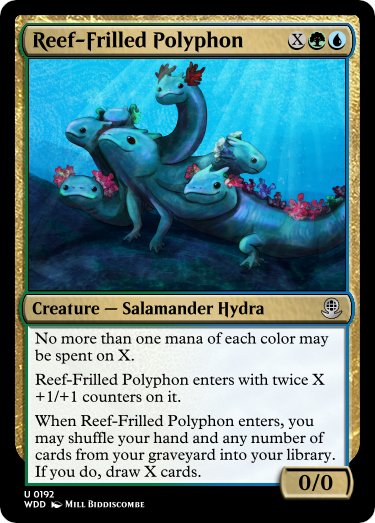 Reef-Frilled Polyphon X
Creature — Salamander Hydra
No more than one mana of each color may
be spent on X.
Reef-Frilled Polyphon enters with twice X
+1/+1 counters on it.
When Reef-Frilled Polyphon enters, you
may shuffle your hand and any number of
cards from your graveyard into your library.
If you do, draw X cards.
0/0
U 0192
WDD Mill Biddiscombe